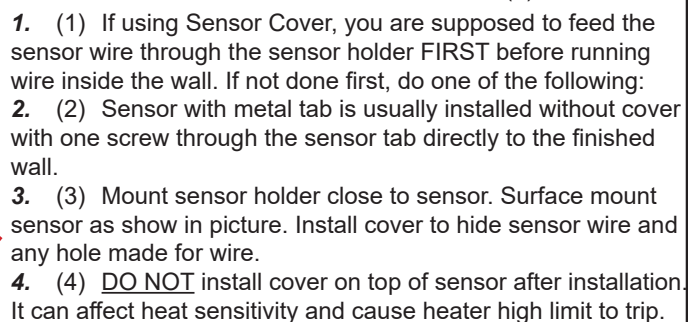 1. (1) If using Sensor Cover, you are supposed to feed the
sensor wire through the sensor holder FIRST before running
wire inside the wall. If not done first, do one of the following:
2. (2) Sensor with metal tab is usually installed without cover
with one screw through the sensor tab directly to the finished
wall.
3. (3) Mount sensor holder close to sensor. Surface mount
sensor as show in picture. Install cover to hide sensor wire and
any hole made for wire.
4. (4) DO NOT install cover on top of sensor after installation.
It can affect heat sensitivity and cause heater high limit to trip.